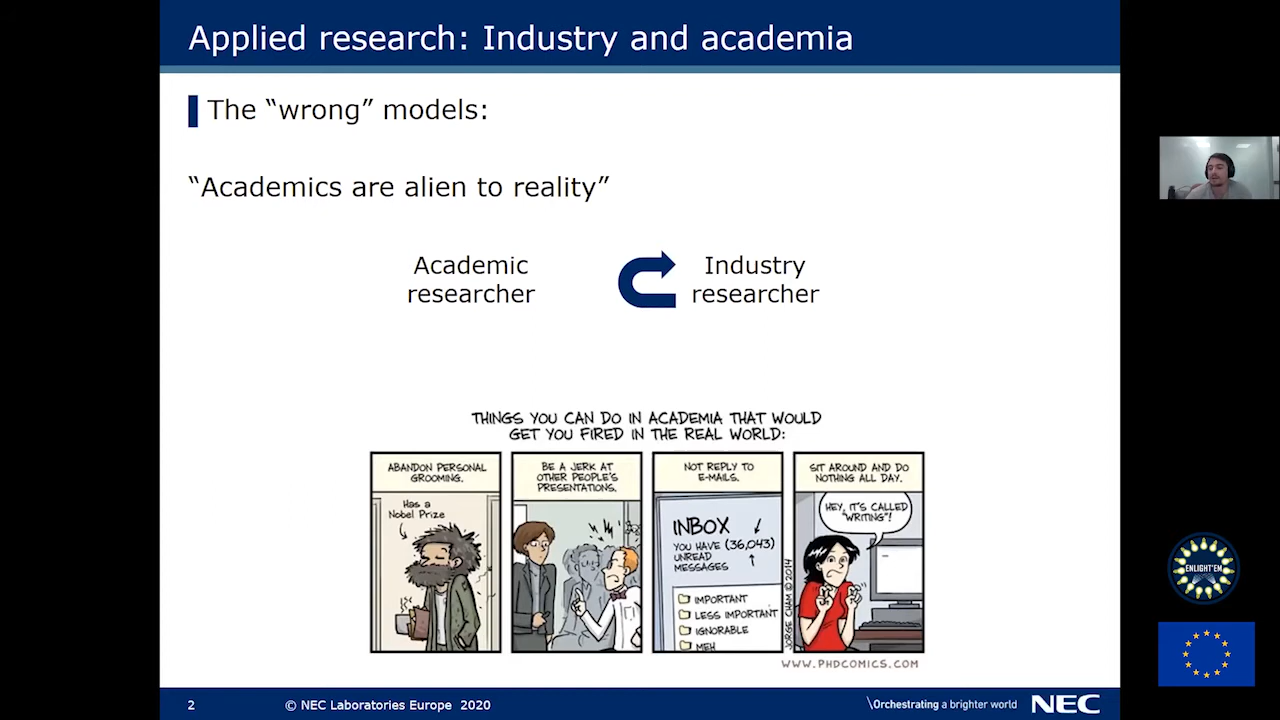 Applied research: Industry and academia
The “wrong” models:
“Academics are alien to reality”
Academic
researcher
Industry
researcher
THINGS YOU CAN DO IN ACADEMIA THAT WOULD
GET YOU FIRED IN THE REAL WORLD:
ABANDON PERSONAL
GROOMING.
Has a
Nobel Prize
BE A JERK AT
OTHER PEOPLE'S
PRESENTATIONS.
NOT REPLY TO
E-MAILS.
INBOX
YOU HAVE (36,043)
UNREAD
MESSAGES
IMPORTANT
LESS IMPORTANT
IGNORABLE
MEH
SIT AROUND AND DO
NOTHING ALL DAY.
HEY, IT'S CALLED
"WRITING"!
JORGE CHAM © 2014
WWW.PHDCOMICS.COM
ENLIGHT'EM
2
© NEC Laboratories Europe 2020
\Orchestrating a brighter world
NEC